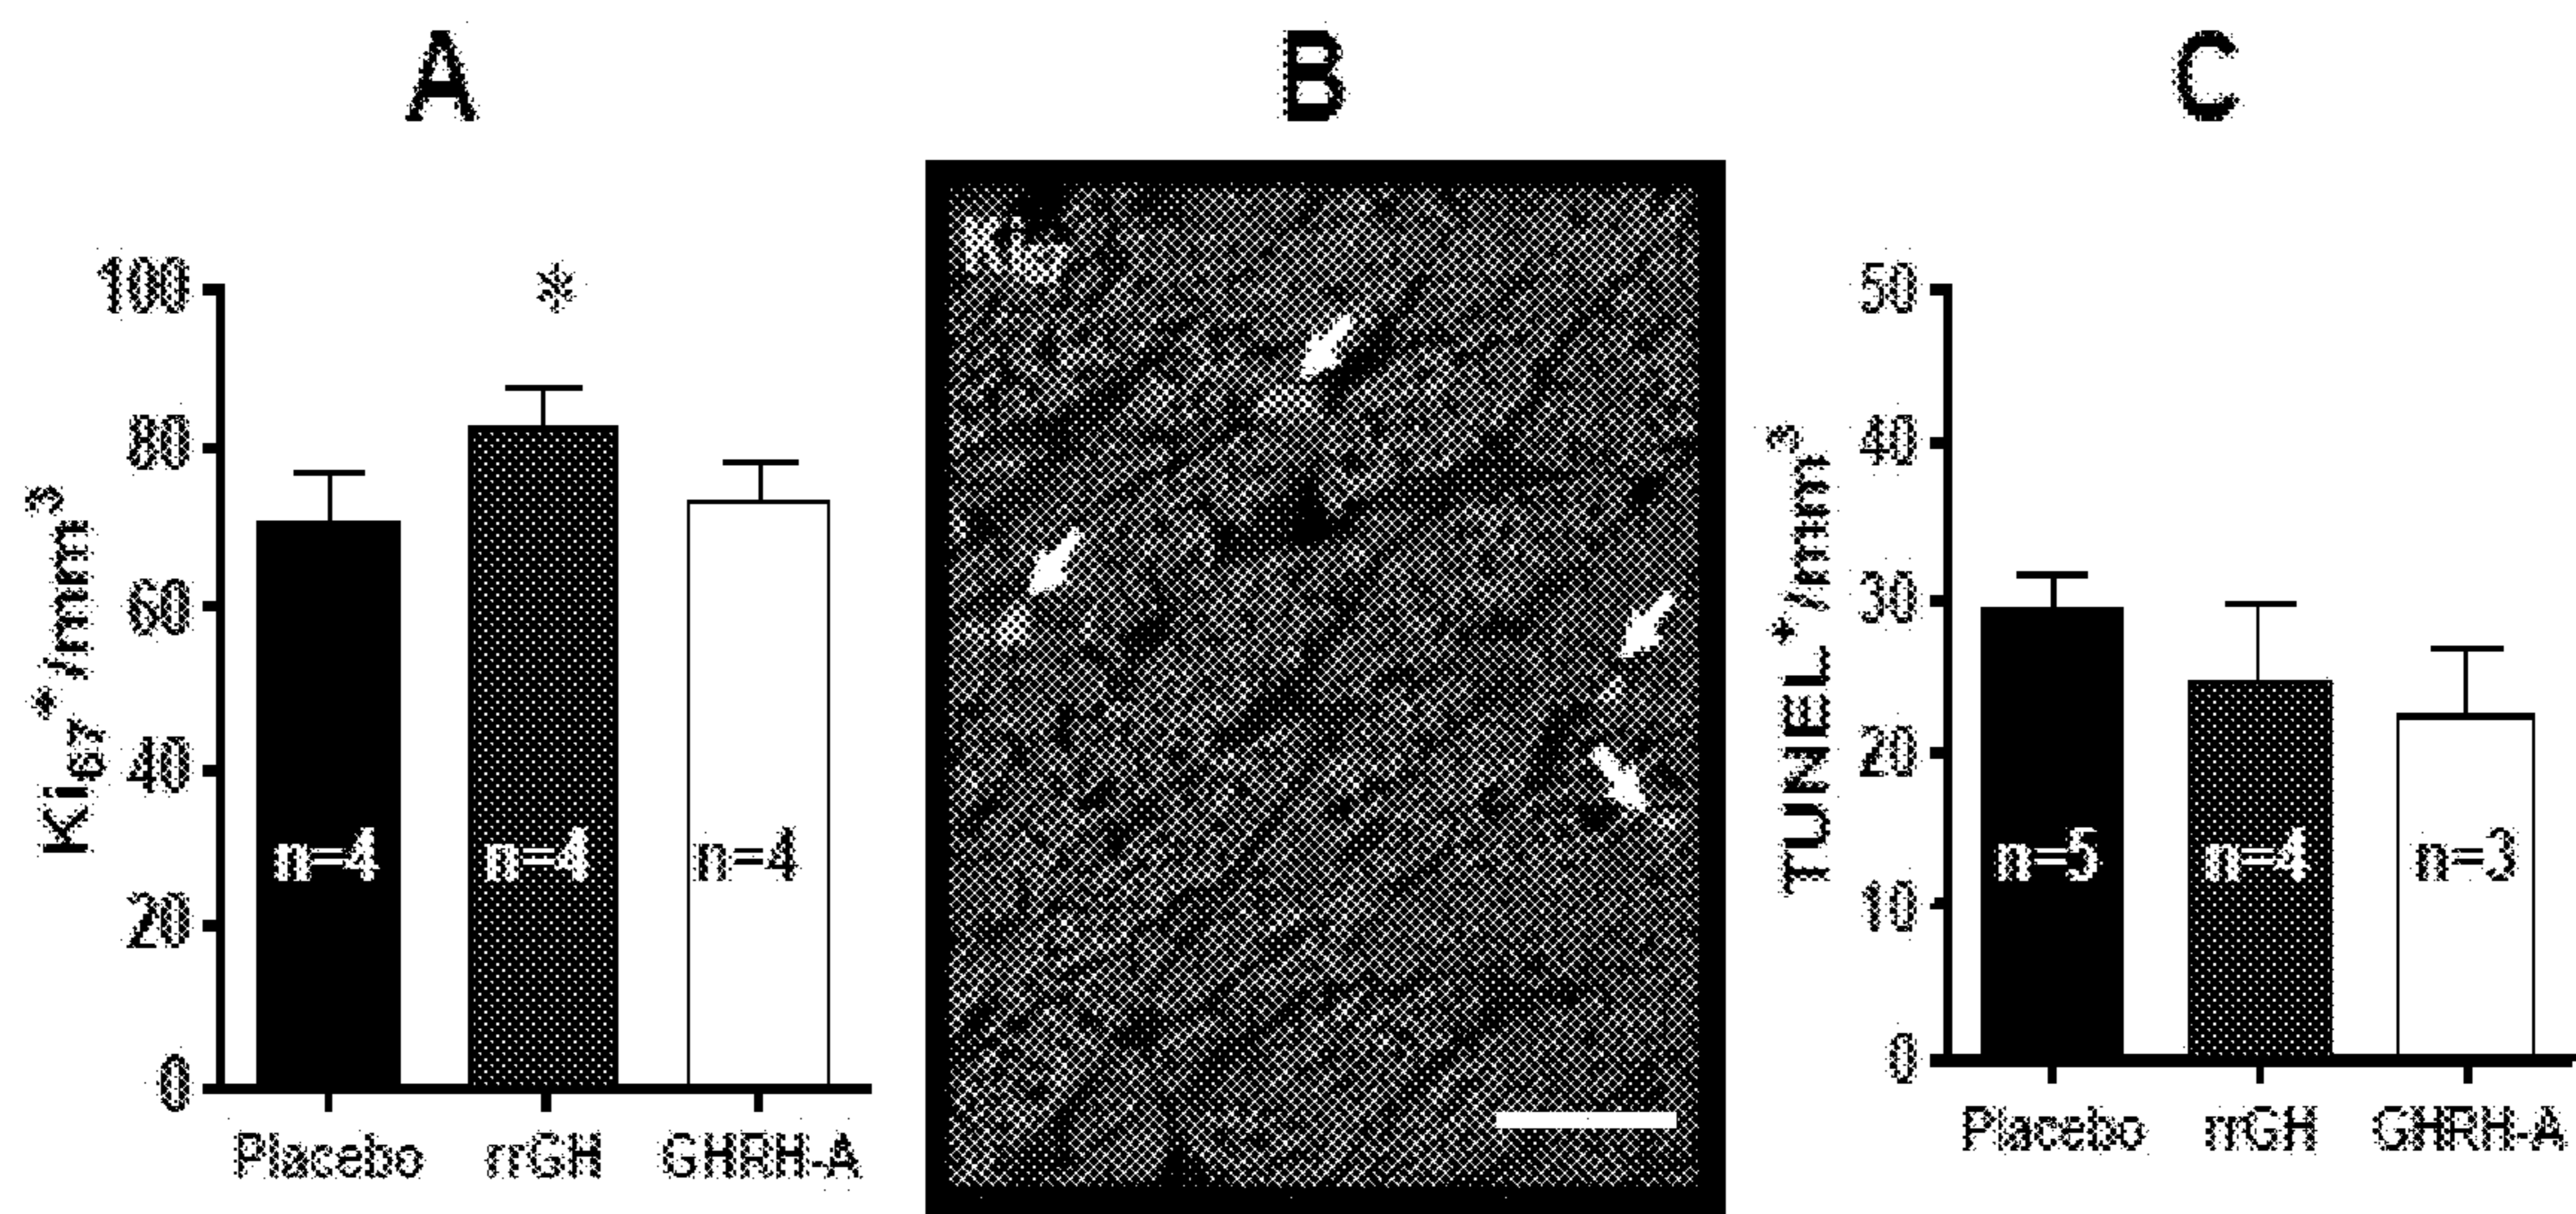 A
B
C
100
80
60
40
20
0
Ki67+/mm3
*
n=4
n=4
n=4
Placebo
rrGH
GHRH-A
Ki67
50
40
30
20
10
0
TUNEL+/mm3
n=5
n=4
n=3
Placebo
rrGH
GHRH-A